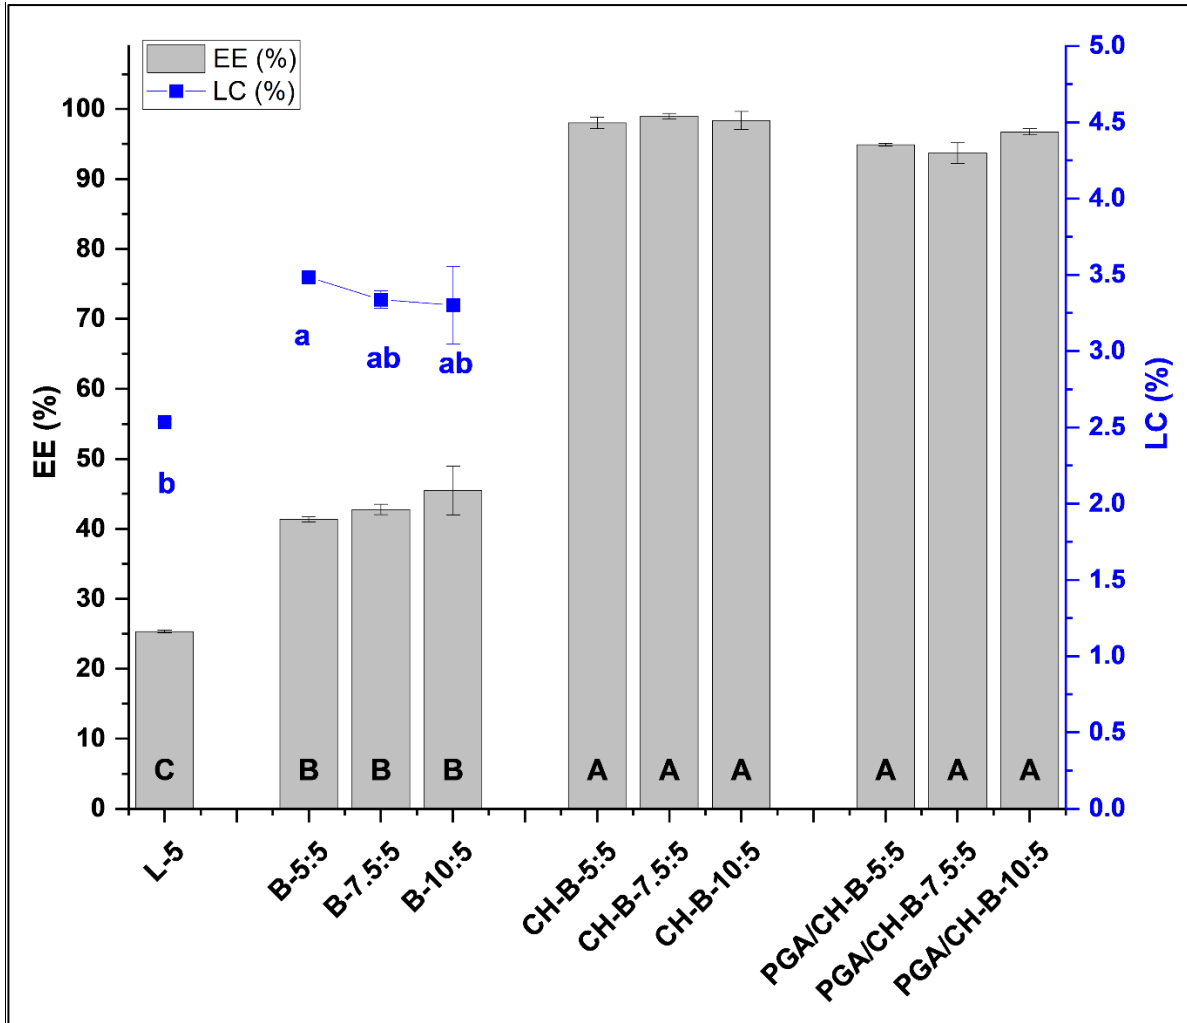 EE (%)
LC (%)
EE (%)
100
90
80
70
60
50
40
30
20
10
0
5.0
4.5
4.0
3.5
3.0
2.5
2.0
1.5
1.0
0.5
0.0
LC (%)
a
ab
ab
b
C
B
B
B
A
A
A
A
A
A
L-5
B-5:5
B-7.5:5
B-10:5
CH-B-5:5
CH-B-7.5:5
CH-B-10:5
PGA/CH-B-5:5
PGA/CH-B-7.5:5
PGA/CH-B-10:5